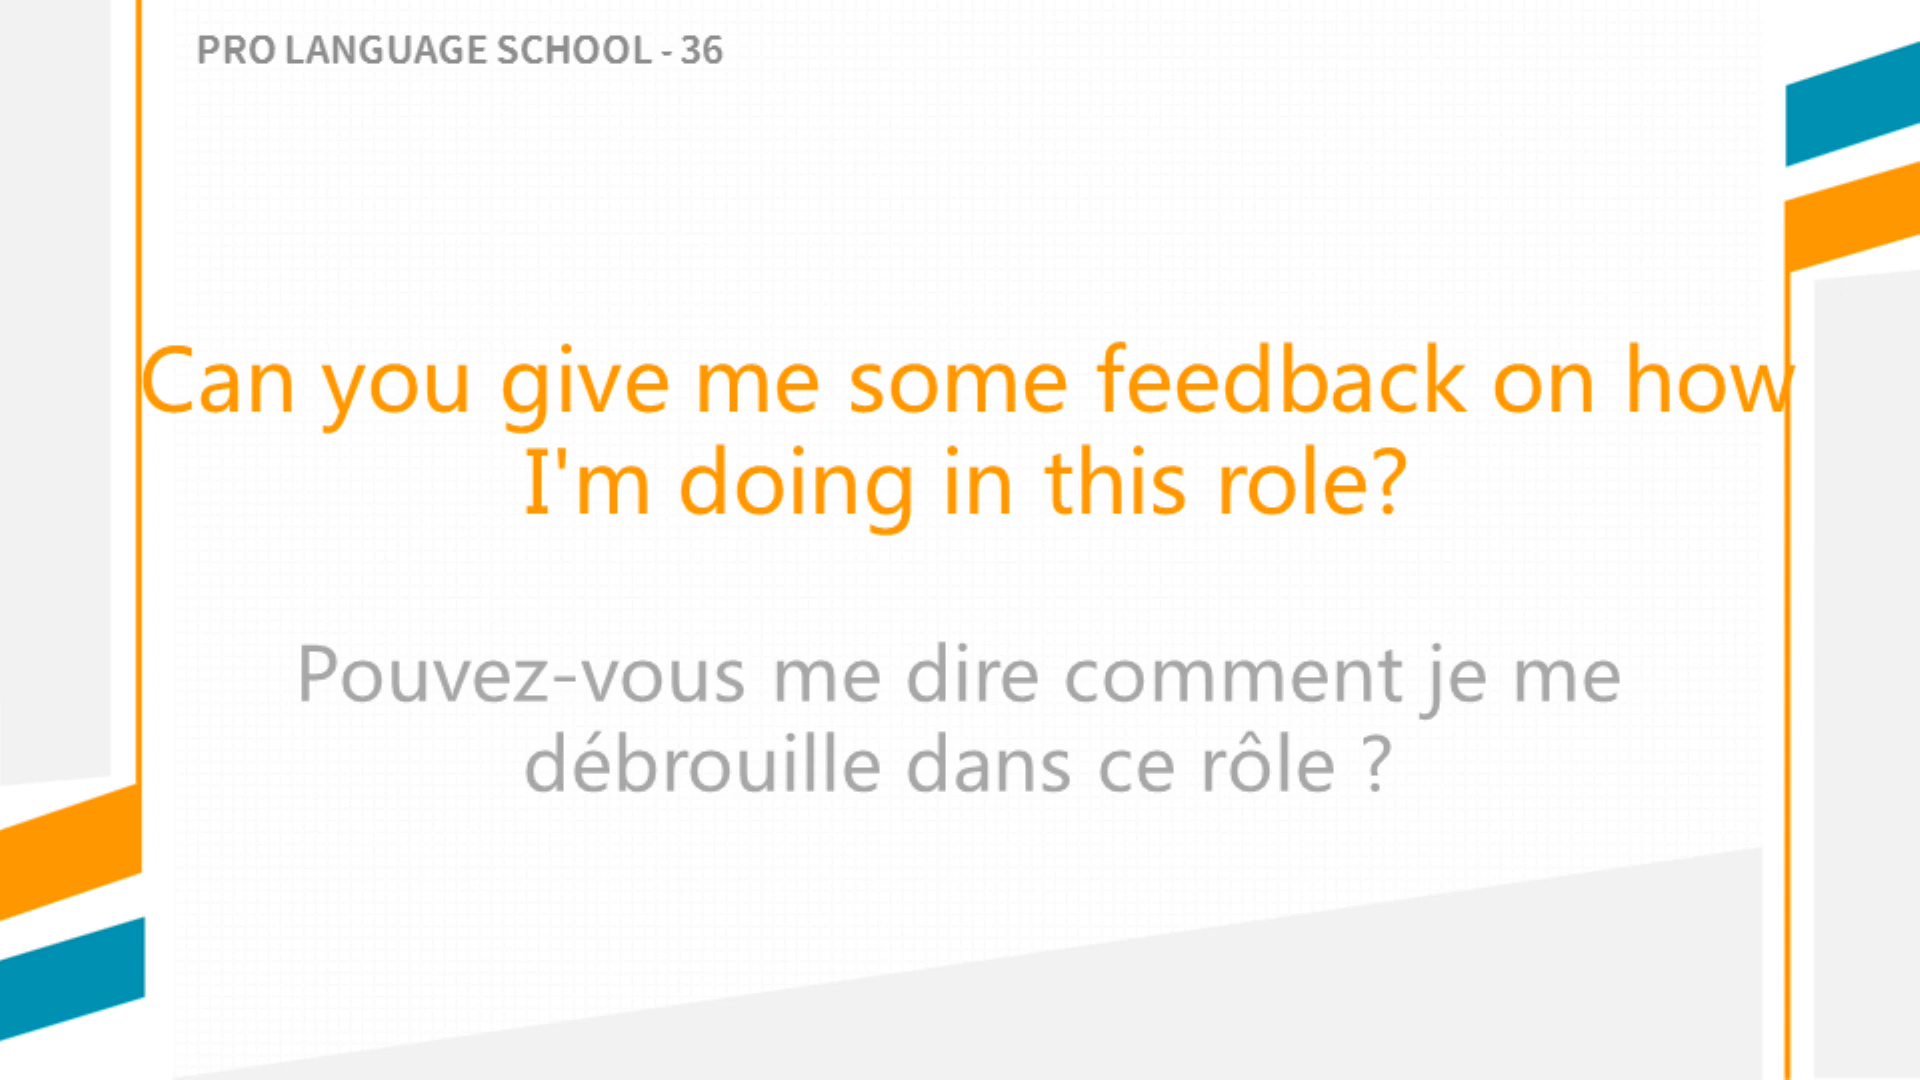 PRO LANGUAGE SCHOOL - 36
Can you give me some feedback on how
I'm doing in this role?
Pouvez-vous me dire comment je me
débrouille dans ce rôle ?